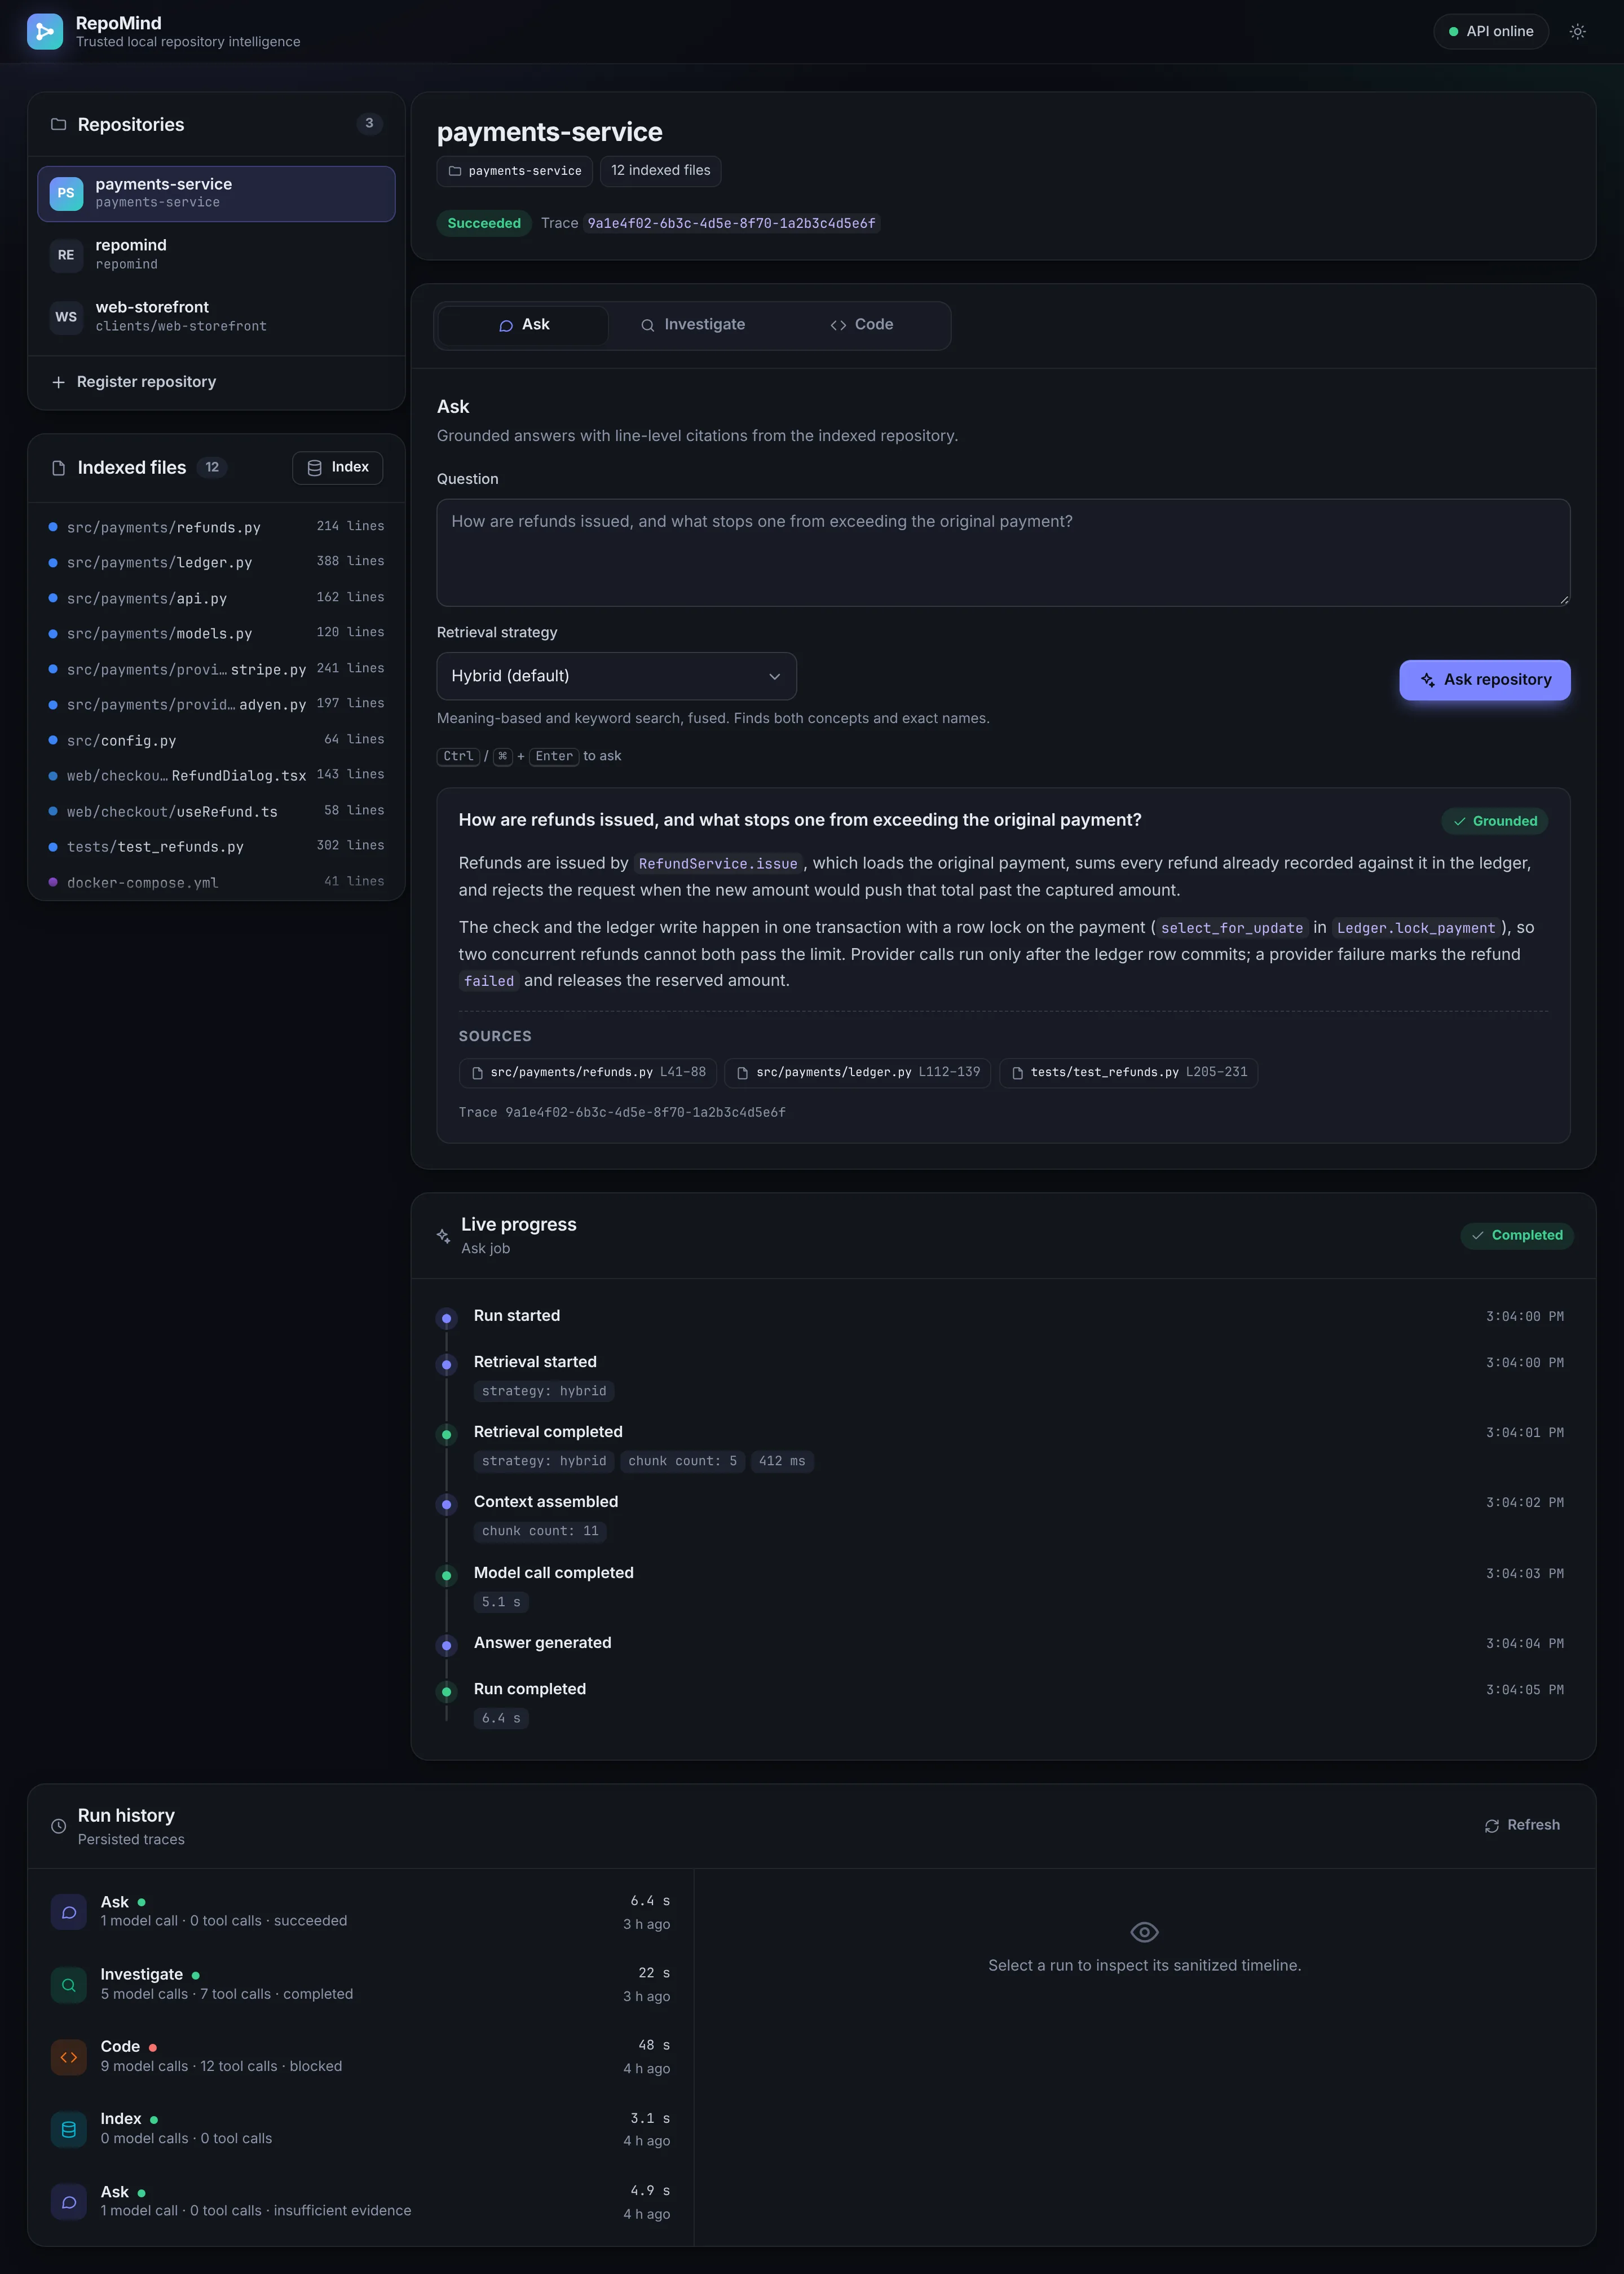 RepoMind
Trusted local repository intelligence
API online
Repositories
3
PS
payments-service
payments-service
RE
repomind
repomind
WS
web-storefront
clients/web-storefront
Register repository
Indexed files 12
Index
src/payments/refunds.py 214 lines
src/payments/ledger.py 388 lines
src/payments/api.py 162 lines
src/payments/models.py 120 lines
src/payments/provi… stripe.py 241 lines
src/payments/provid… adyen.py 197 lines
src/config.py 64 lines
web/checkou… RefundDialog.tsx 143 lines
web/checkout/useRefund.ts 58 lines
tests/test_refunds.py 302 lines
docker-compose.yml 41 lines
payments-service
payments-service 12 indexed files
Succeeded Trace 9a1e4f02-6b3c-4d5e-8f70-1a2b3c4d5e6f
Ask Investigate Code
Ask
Grounded answers with line-level citations from the indexed repository.
Question
How are refunds issued, and what stops one from exceeding the original payment?
Retrieval strategy
Hybrid (default)
Ask repository
Meaning-based and keyword search, fused. Finds both concepts and exact names.
Ctrl / ⌘ + Enter to ask
How are refunds issued, and what stops one from exceeding the original payment?
Grounded
Refunds are issued by RefundService.issue, which loads the original payment, sums every refund already recorded against it in the ledger,
and rejects the request when the new amount would push that total past the captured amount.
The check and the ledger write happen in one transaction with a row lock on the payment (select_for_update in Ledger.lock_payment), so
two concurrent refunds cannot both pass the limit. Provider calls run only after the ledger row commits; a provider failure marks the refund
failed and releases the reserved amount.
SOURCES
src/payments/refunds.py L41–88 src/payments/ledger.py L112–139 tests/test_refunds.py L205–231
Trace 9a1e4f02-6b3c-4d5e-8f70-1a2b3c4d5e6f
Live progress
Ask job
Completed
Run started 3:04:00 PM
Retrieval started 3:04:00 PM
strategy: hybrid
Retrieval completed 3:04:01 PM
strategy: hybrid chunk count: 5 412 ms
Context assembled 3:04:02 PM
chunk count: 11
Model call completed 3:04:03 PM
5.1 s
Answer generated 3:04:04 PM
Run completed 3:04:05 PM
6.4 s
Run history
Persisted traces
Refresh
Ask 6.4 s
1 model call · 0 tool calls · succeeded 3 h ago
Investigate 22 s
5 model calls · 7 tool calls · completed 3 h ago
Code 48 s
9 model calls · 12 tool calls · blocked 4 h ago
Index 3.1 s
0 model calls · 0 tool calls 4 h ago
Ask 4.9 s
1 model call · 0 tool calls · insufficient evidence 4 h ago
Select a run to inspect its sanitized timeline.